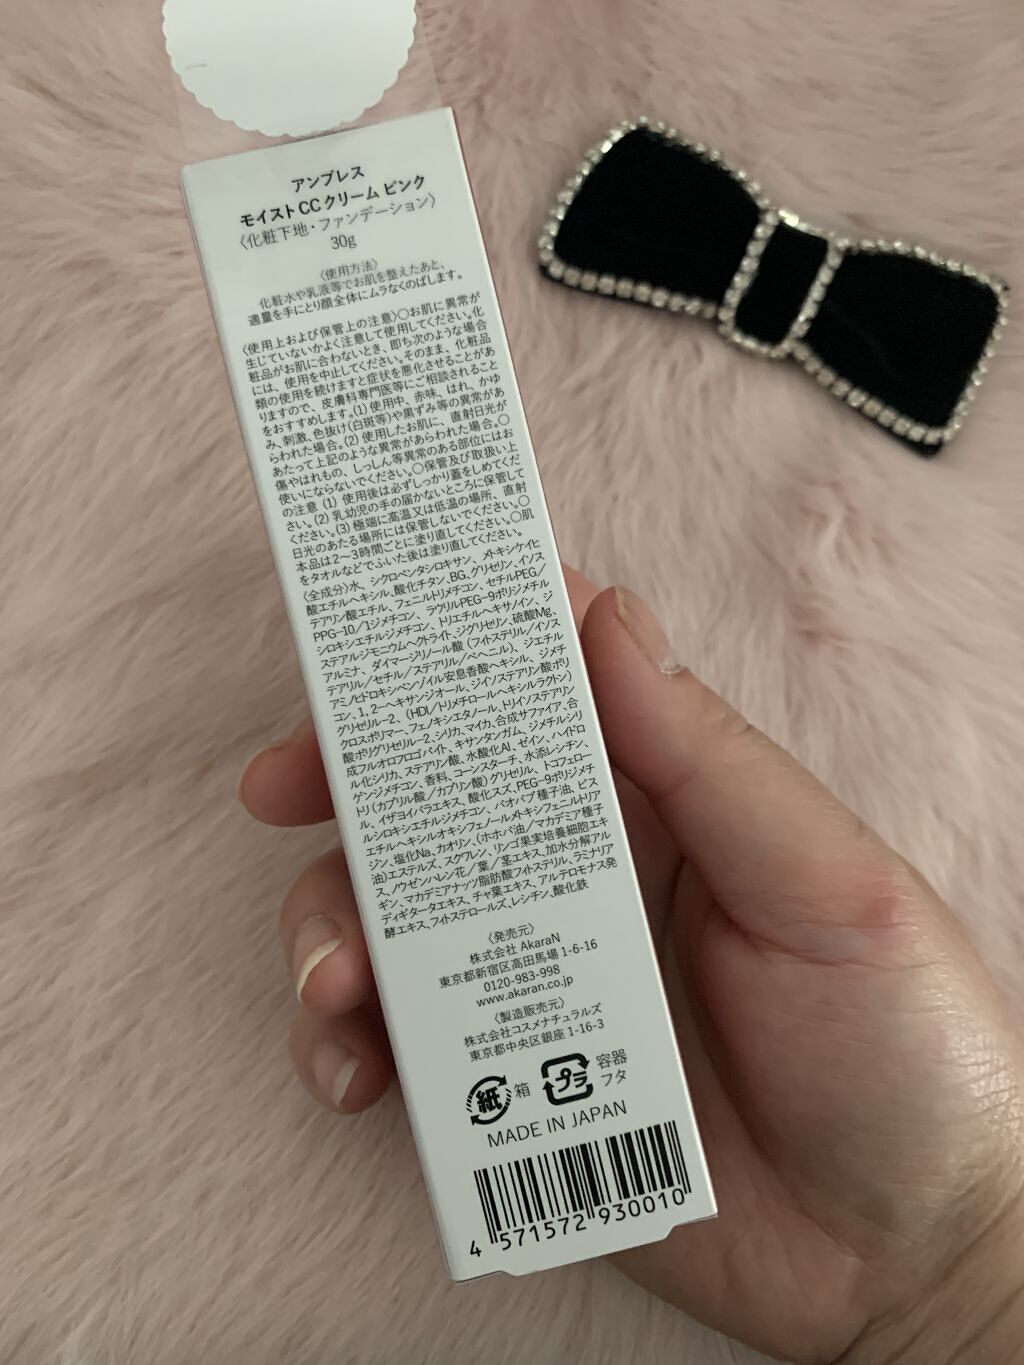 アンブレス
モイストCCクリーム ピンク
〈化粧下地・ファンデーション〉
30g
〈使用方法〉
化粧水や乳液等でお肌を整えたあと、
適量を手にとり顔全体にムラなくのばします。
〈使用上および保管上の注意〉○お肌に異常が
生じていないかよく注意して使用してください。化
粧品がお肌に合わないとき、即ち次のような場合
には、使用を中止してください。そのまま、化粧品
類の使用を続けますと症状を悪化させることがあ
りますので、皮膚科専門医等にご相談されること
をおすすめします。(1) 使用中、赤味、はれ、かゆ
み、刺激、色抜け(白斑等)や黒ずみ等の異常があ
らわれた場合。(2) 使用したお肌に、直射日光が
あたって上記のような異常があらわれた場合。○
傷やはれもの、しっしん等異常のある部位にはお
使いにならないでください。○保管及び取扱い上
の注意 (1) 使用後は必ずしっかり蓋をしめてくだ
さい。(2) 乳幼児の手の届かないところに保管して
ください。(3) 極端に高温又は低温の場所、直射
日光のあたる場所には保管しないでください。○
本品は2〜3時間ごとに塗り直してください。○肌
をタオルなどでふいた後は塗り直してください。
〈全成分〉水、シクロペンタシロキサン、メトキシケイヒ
酸エチルヘキシル、酸化チタン、BG、グリセリン、イソス
テアリン酸エチル、フェニルトリメチコン、セチルPEG/
PPG-10/1ジメチコン、ラウリルPEG-9ポリジメチル
シロキシエチルジメチコン、トリエチルヘキサノイン、ジ
ステアルジモニウムヘクトライト、ジグリセリン、硫酸Mg、
アルミナ、ダイマージリノール酸(フィトステリル/イソス
テアリル/セチル/ステアリル/ベヘニル)、ジエチル
アミノヒドロキシベンゾイル安息香酸ヘキシル、ジメチ
コン、1,2-ヘキサンジオール、ジイソステアリン酸ポリ
グリセリル-2、(HDI/トリメチロールヘキシルラクトン)
クロスポリマー、フェノキシエタノール、トリイソステアリン
酸ポリグリセリル-2、シリカ、マイカ、合成サファイア、合
成フルオロフロゴパイト、キサンタンガム、ジメチルシリ
ル化シリカ、ステアリン酸、水酸化Al、ゼイン、ハイドロ
ゲンジメチコン、香料、コーンスターチ、水添レシチン、
トリ(カプリル酸/カプリン酸)グリセリル、トコフェロー
ル、イザヨイバラエキス、酸化スズ、PEG-9ポリジメチ
ルシロキシエチルジメチコン、バオバブ種子油、ビス
エチルヘキシルオキシフェノールメトキシフェニルトリア
ジン、塩化Na、カオリン、(ホホバ油/マカデミア種子
油)エステルズ、スクワレン、リンゴ果実培養細胞エキ
ス、ノウゼンハレン花/葉/茎エキス、加水分解アル
ギン、マカデミアナッツ脂肪酸フィトステリル、ラミナリア
ディギタータエキス、チャ葉エキス、アルテロモナス発
酵エキス、フィトステロールズ、レシチン、酸化鉄
〈発売元〉
株式会社 AkaraN
東京都新宿区高田馬場 1-6-16
0120-983-998
www.akaran.co.jp
〈製造販売元〉
株式会社コスメナチュラルズ
東京都中央区銀座 1-16-3
紙 箱 プラ 容器
フタ
MADE IN JAPAN
4 571572 930010